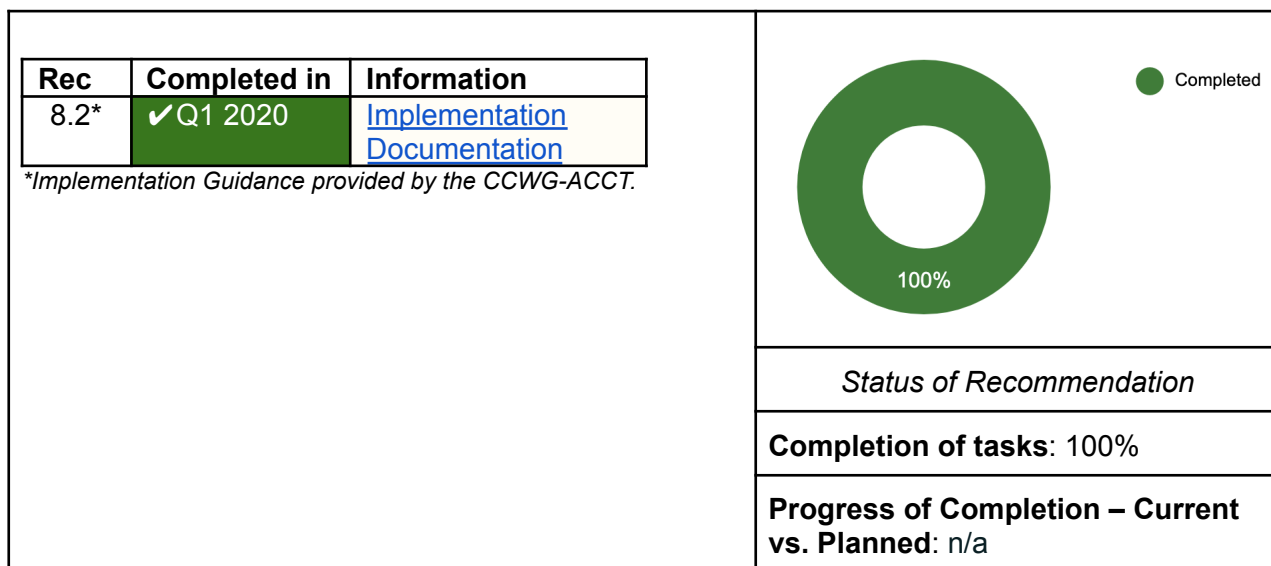 Rec Completed in Information
8.2* ✔Q1 2020 Implementation
Documentation
*Implementation Guidance provided by the CCWG-ACCT.
Completed
100%
Status of Recommendation
Completion of tasks: 100%
Progress of Completion – Current
vs. Planned: n/a